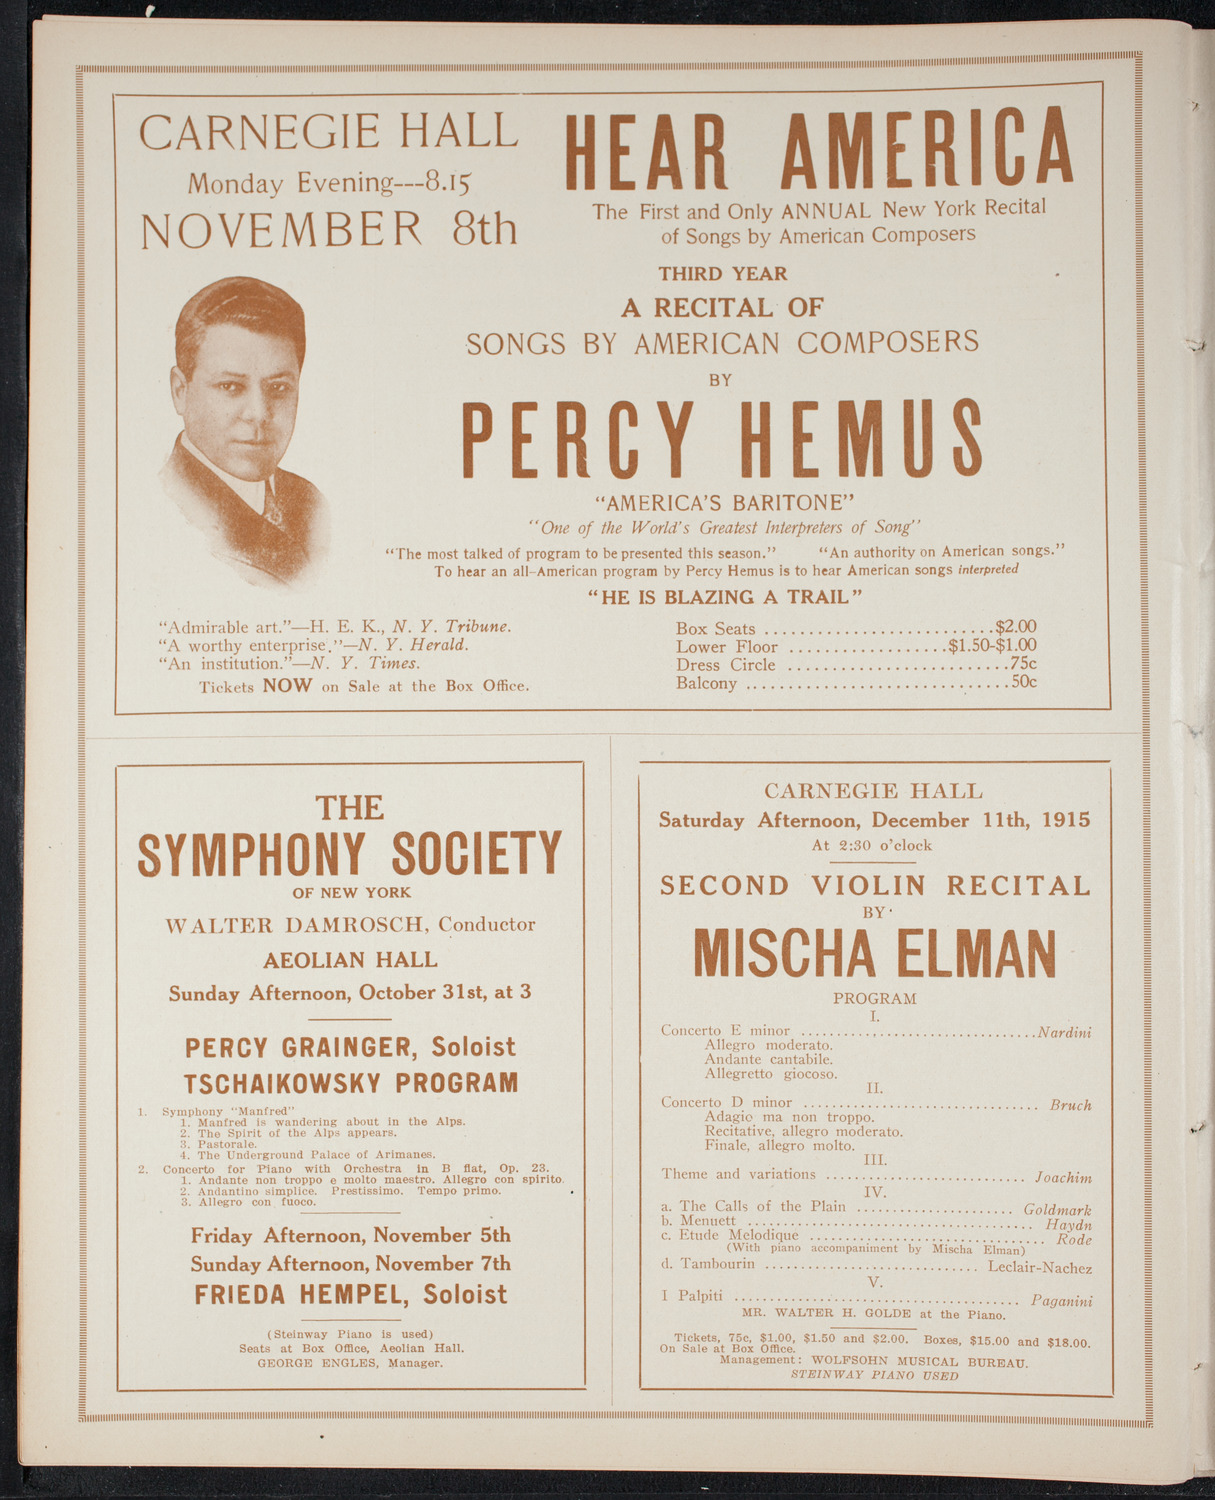 CARNEGIE HALL
Monday Evening---8.15
NOVEMBER 8th
HEAR AMERICA
The First and Only ANNUAL New York Recital
of Songs by American Composers
THIRD YEAR
A RECITAL OF
SONGS BY AMERICAN COMPOSERS
BY
PERCY HEMUS
"AMERICA'S BARITONE"
"One of the World's Greatest Interpreters of Song"
"The most talked of program to be presented this season." "An authority on American songs."
To hear an all-American program by Percy Hemus is to hear American songs interpreted
"HE IS BLAZING A TRAIL"
"Admirable art."—H. E. K., N. Y. Tribune.
"A worthy enterprise."—N. Y. Herald.
"An institution."—N. Y. Times.
Tickets NOW on Sale at the Box Office.
Box Seats ..........................$2.00
Lower Floor ..................$1.50-$1.00
Dress Circle .........................75c
Balcony ..............................50c
THE
SYMPHONY SOCIETY
OF NEW YORK
WALTER DAMROSCH, Conductor
AEOLIAN HALL
Sunday Afternoon, October 31st, at 3
PERCY GRAINGER, Soloist
TSCHAIKOWSKY PROGRAM
1. Symphony "Manfred"
1. Manfred is wandering about in the Alps.
2. The Spirit of the Alps appears.
3. Pastorale.
4. The Underground Palace of Arimanes.
2. Concerto for Piano with Orchestra in B flat, Op. 23.
1. Andante non troppo e molto maestro. Allegro con spirito.
2. Andantino simplice. Prestissimo. Tempo primo.
3. Allegro con fuoco.
Friday Afternoon, November 5th
Sunday Afternoon, November 7th
FRIEDA HEMPEL, Soloist
(Steinway Piano is used)
Seats at Box Office, Aeolian Hall.
GEORGE ENGLES, Manager.
CARNEGIE HALL
Saturday Afternoon, December 11th, 1915
At 2:30 o'clock
SECOND VIOLIN RECITAL
BY
MISCHA ELMAN
PROGRAM
I.
Concerto E minor ................................Nardini
Allegro moderato.
Andante cantabile.
Allegretto giocoso.
II.
Concerto D minor ................................ Bruch
Adagio ma non troppo.
Recitative, allegro moderato.
Finale, allegro molto.
III.
Theme and variations ........................... Joachim
IV.
a. The Calls of the Plain ..................... Goldmark
b. Menuett ....................................... Haydn
c. Etude Melodique ................................ Rode
(With piano accompaniment by Mischa Elman)
d. Tambourin ............................ Leclair-Nachez
V.
I Palpiti ...................................... Paganini
MR. WALTER H. GOLDE at the Piano.
Tickets, 75c, $1.00, $1.50 and $2.00. Boxes, $15.00 and $18.00.
On Sale at Box Office.
Management: WOLFSOHN MUSICAL BUREAU.
STEINWAY PIANO USED